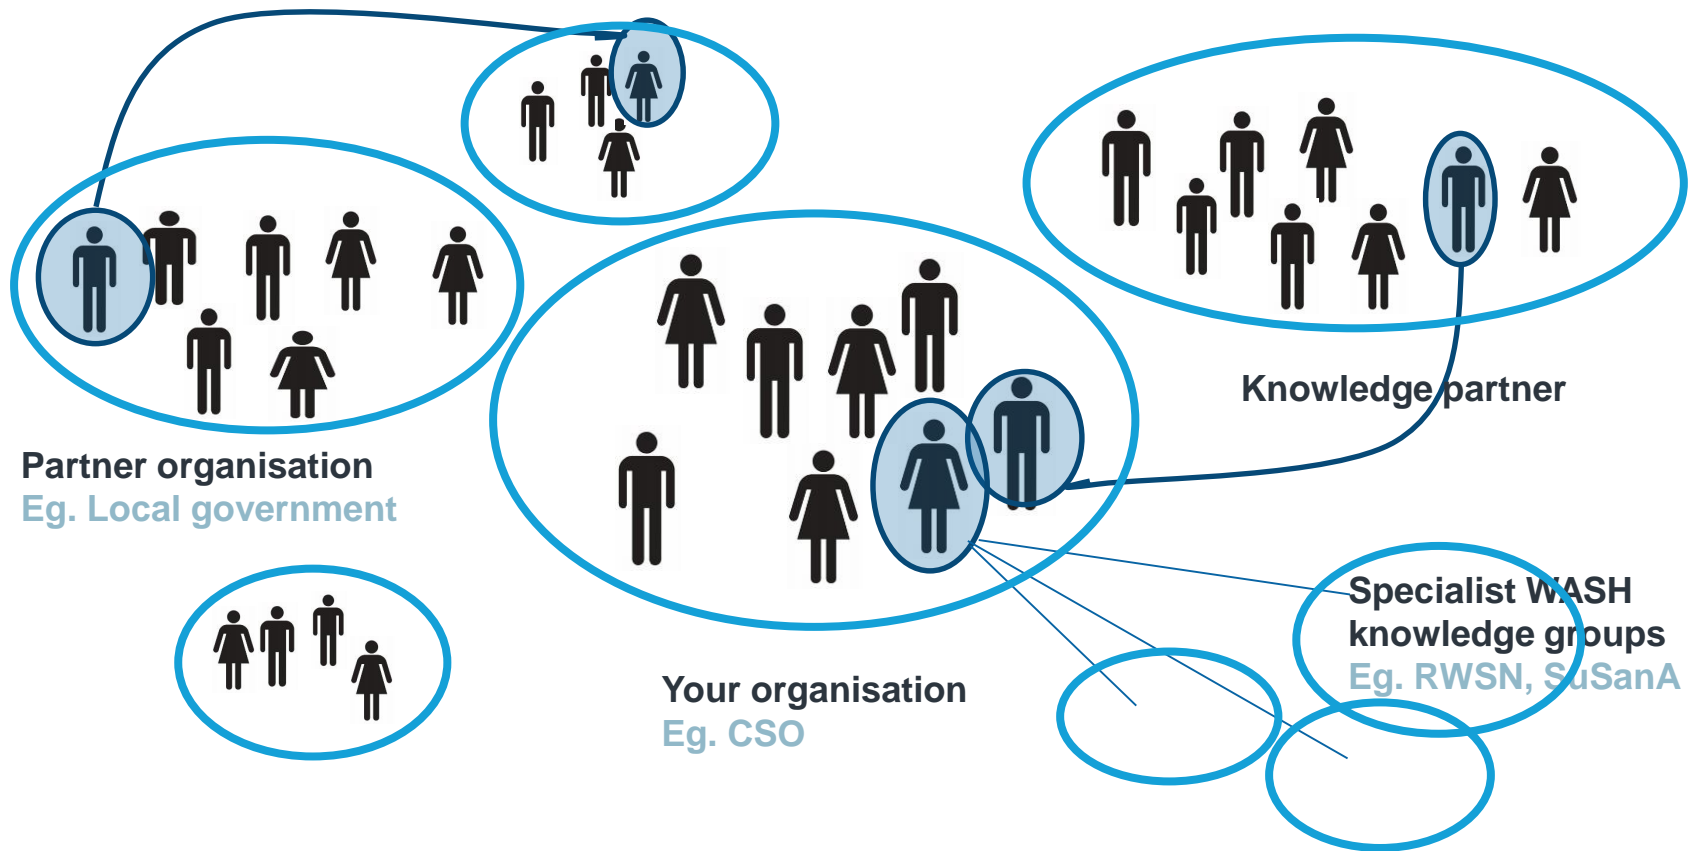 Knowledge partner
Partner organisation
Eg. Local government
Specialist WASH
knowledge groups
Eg. RWSN, SuSanA
Your organisation
Eg. CSO